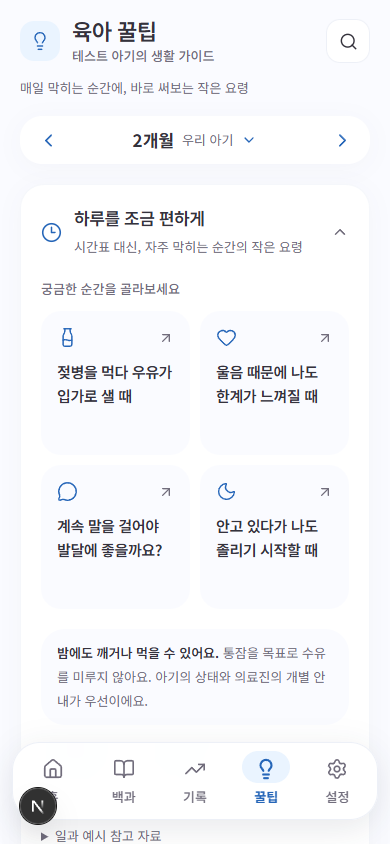 육아 꿀팁
테스트 아기의 생활 가이드
매일 막히는 순간에, 바로 써보는 작은 요령
2개월 우리 아기
하루를 조금 편하게
시간표 대신, 자주 막히는 순간의 작은 요령
궁금한 순간을 골라보세요
젖병을 먹다 우유가
입가로 샐 때
울음 때문에 나도
한계가 느껴질 때
계속 말을 걸어야
발달에 좋을까요?
안고 있다가 나도
졸리기 시작할 때
밤에도 깨거나 먹을 수 있어요. 통잠을 목표로 수유
를 미루지 않아요. 아기의 상태와 의료진의 개별 안
내가 우선이에요.
백과
기록
꿀팁
설정
N
일과 예시 참고 자료